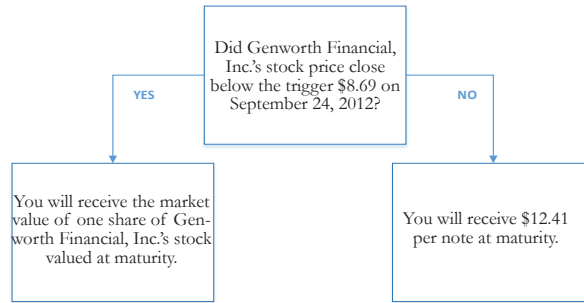 Did Genworth Financial,
Inc.'s stock price close
below the trigger $8.69 on
September 24, 2012?
YES
NO
You will receive the market
value of one share of Gen-
worth Financial, Inc.'s stock
valued at maturity.
You will receive $12.41
per note at maturity.